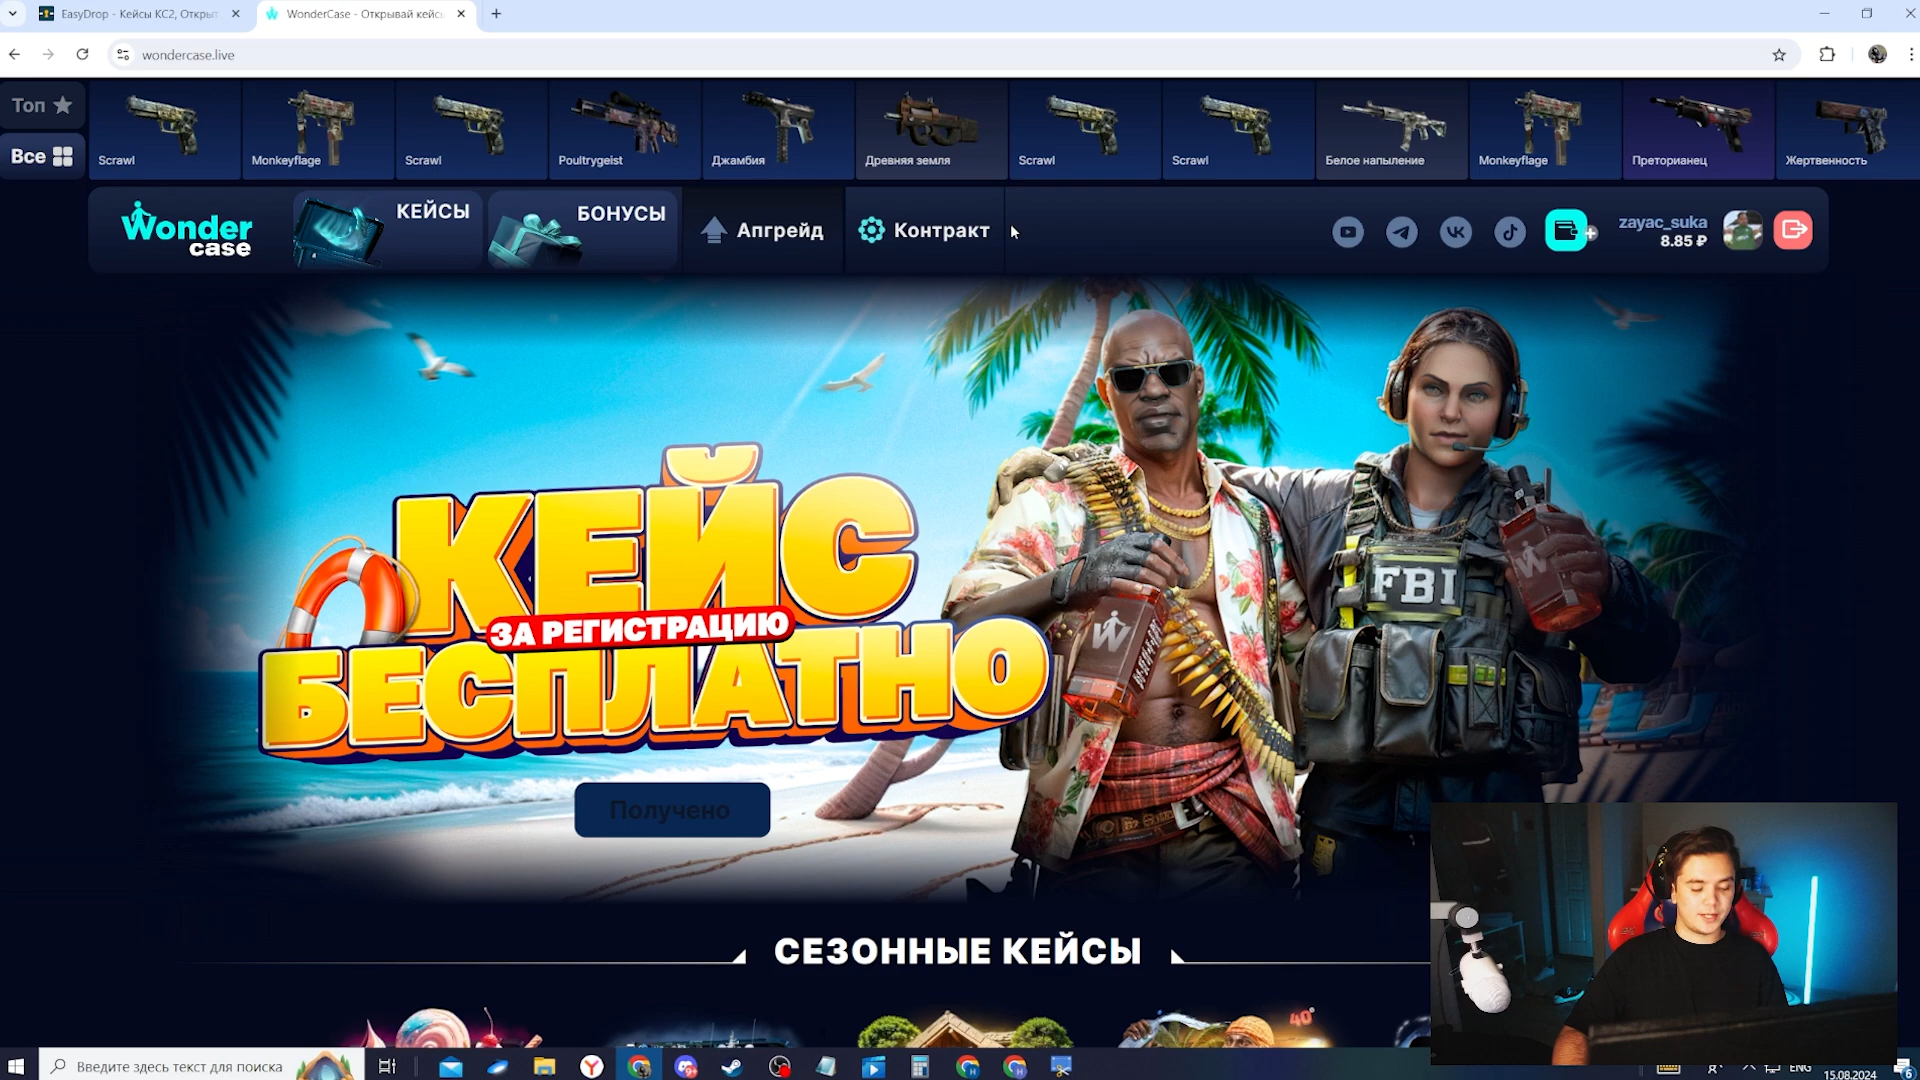 EasyDrop - Кейсы КС2, Открыт
WonderCase - Открывай кейсы
wondercase.live
Топ
Все
Scrawl
Monkeyflage
Scrawl
Poultrygeist
Джамбия
Древняя земля
Scrawl
Scrawl
Белое напыление
Monkeyflage
Преторианец
Жертвенность
Wonder
case
КЕЙСЫ
БОНУСЫ
Апгрейд
Контракт
zayac_suka
8.85 ₽
КЕЙС
ЗА РЕГИСТРАЦИЮ
БЕСПЛАТНО
FBI
W
W
Получено
СЕЗОННЫЕ КЕЙСЫ
40°
Введите здесь текст для поиска
ENG
15.08.2024
6